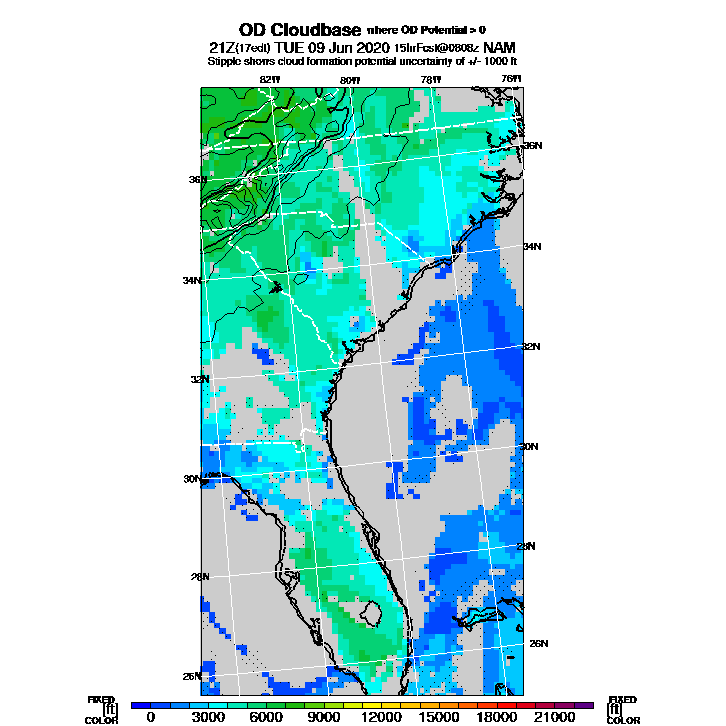 OD Cloudbase where OD Potential > 0
21Z(17edt) TUE 09 Jun 2020 15hrFcst@0808z NAM
Stipple shows cloud formation potential uncertainty of +/- 1000 ft
82W 80W 78W 76W
36N
36N
34N
34N
32N
32N
30N
30N
28N
28N
26N
26N
FIXED FIXED
[ft] [ft]
COLOR 0 3000 6000 9000 12000 15000 18000 21000 COLOR